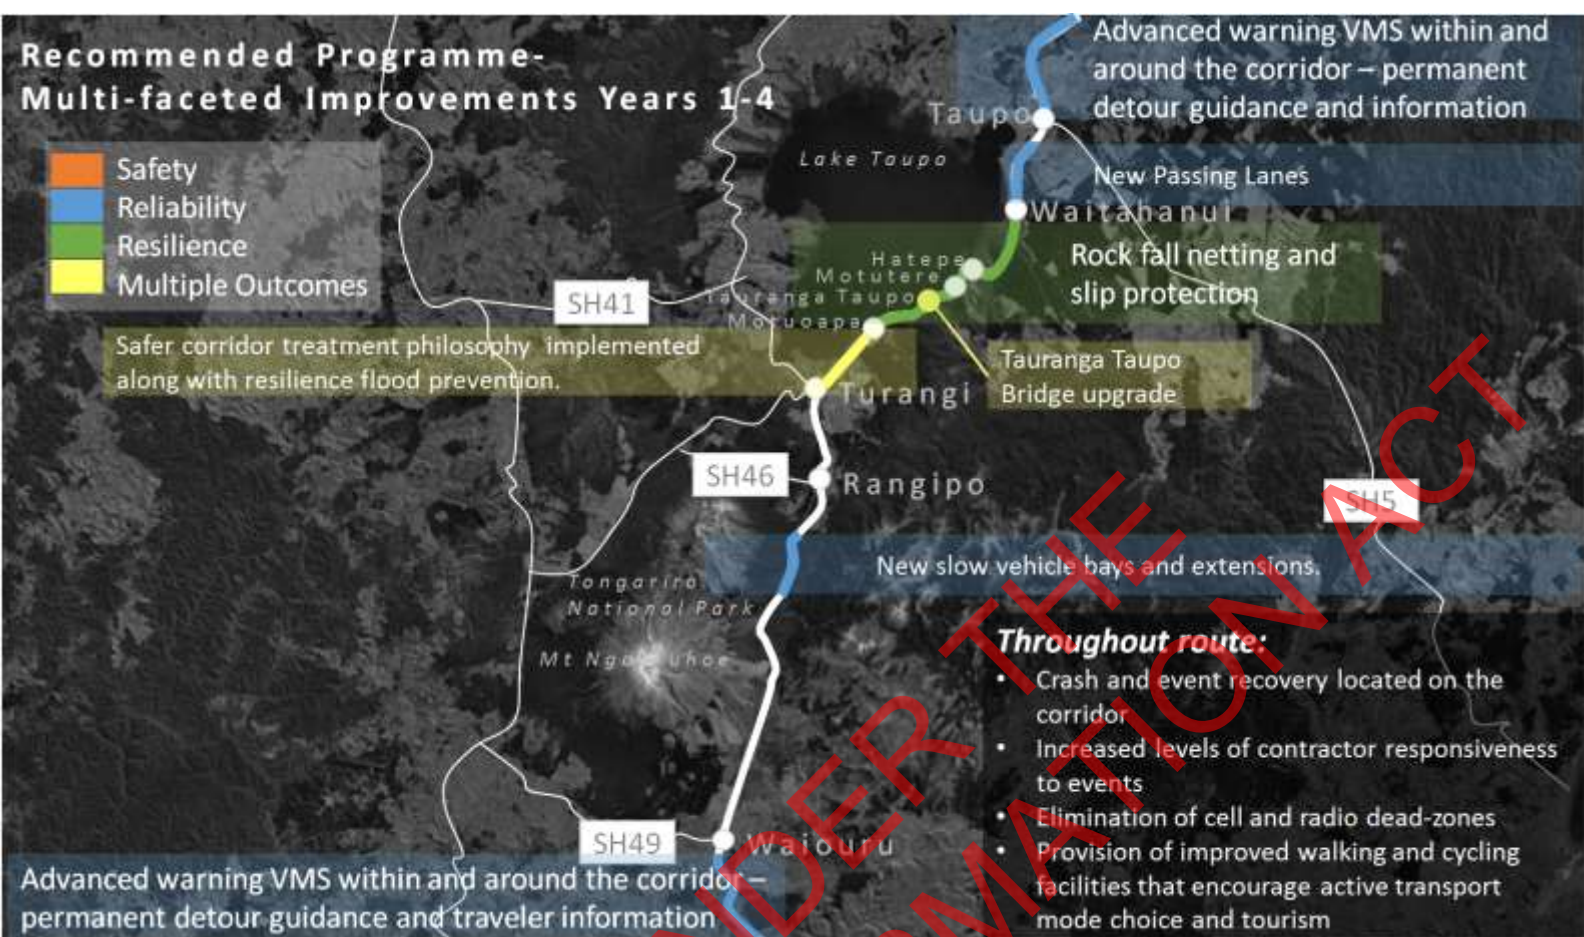 Recommended Programme-
Multi-faceted Improvements Years 1-4
Safety
Reliability
Resilience
Multiple Outcomes
Advanced warning VMS within and
around the corridor – permanent
detour guidance and information
Taupo
Lake Taupo
New Passing Lanes
Waitahanui
Hatepe
Motutere
Tauranga Taupo
Motuoapa
Rock fall netting and
slip protection
SH41
Safer corridor treatment philosophy implemented
along with resilience flood prevention.
Tauranga Taupo
Bridge upgrade
Turangi
SH46
Rangipo
SH5
New slow vehicle bays and extensions.
Tongariro
National Park
Mt Ngauruhoe
Throughout route:
• Crash and event recovery located on the
corridor
• Increased levels of contractor responsiveness
to events
• Elimination of cell and radio dead-zones
• Provision of improved walking and cycling
facilities that encourage active transport
mode choice and tourism
SH49
Waiouru
Advanced warning VMS within and around the corridor –
permanent detour guidance and traveler information
UNDER THE
INFORMATION ACT